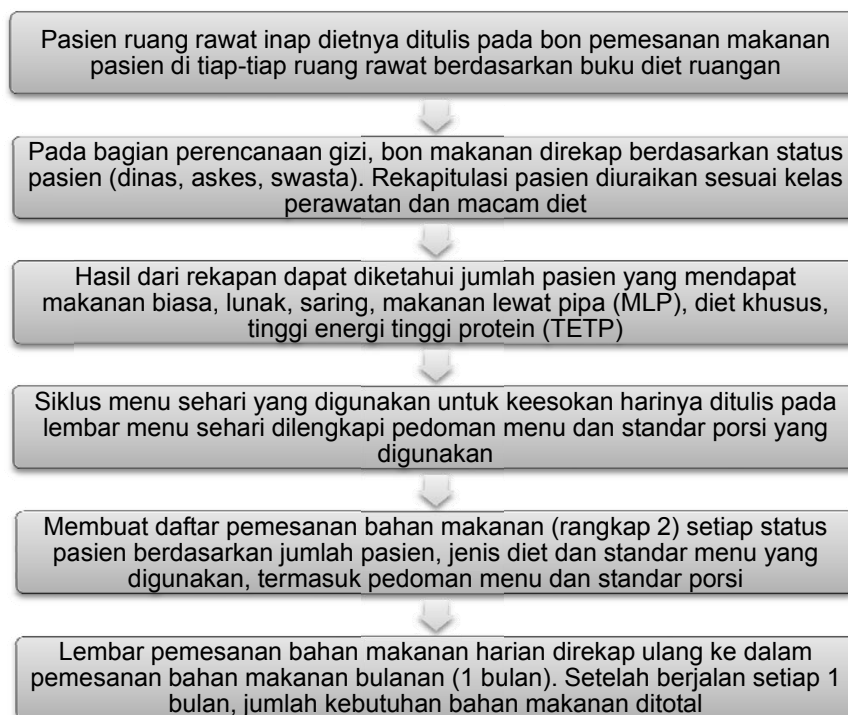 Pasien ruang rawat inap dietnya ditulis pada bon pemesanan makanan
pasien di tiap-tiap ruang rawat berdasarkan buku diet ruangan
Pada bagian perencanaan gizi, bon makanan direkap berdasarkan status
pasien (dinas, askes, swasta). Rekapitulasi pasien diuraikan sesuai kelas
perawatan dan macam diet
Hasil dari rekapan dapat diketahui jumlah pasien yang mendapat
makanan biasa, lunak, saring, makanan lewat pipa (MLP), diet khusus,
tinggi energi tinggi protein (TETP)
Siklus menu sehari yang digunakan untuk keesokan harinya ditulis pada
lembar menu sehari dilengkapi pedoman menu dan standar porsi yang
digunakan
Membuat daftar pemesanan bahan makanan (rangkap 2) setiap status
pasien berdasarkan jumlah pasien, jenis diet dan standar menu yang
digunakan, termasuk pedoman menu dan standar porsi
Lembar pemesanan bahan makanan harian direkap ulang ke dalam
pemesanan bahan makanan bulanan (1 bulan). Setelah berjalan setiap 1
bulan, jumlah kebutuhan bahan makanan ditotal